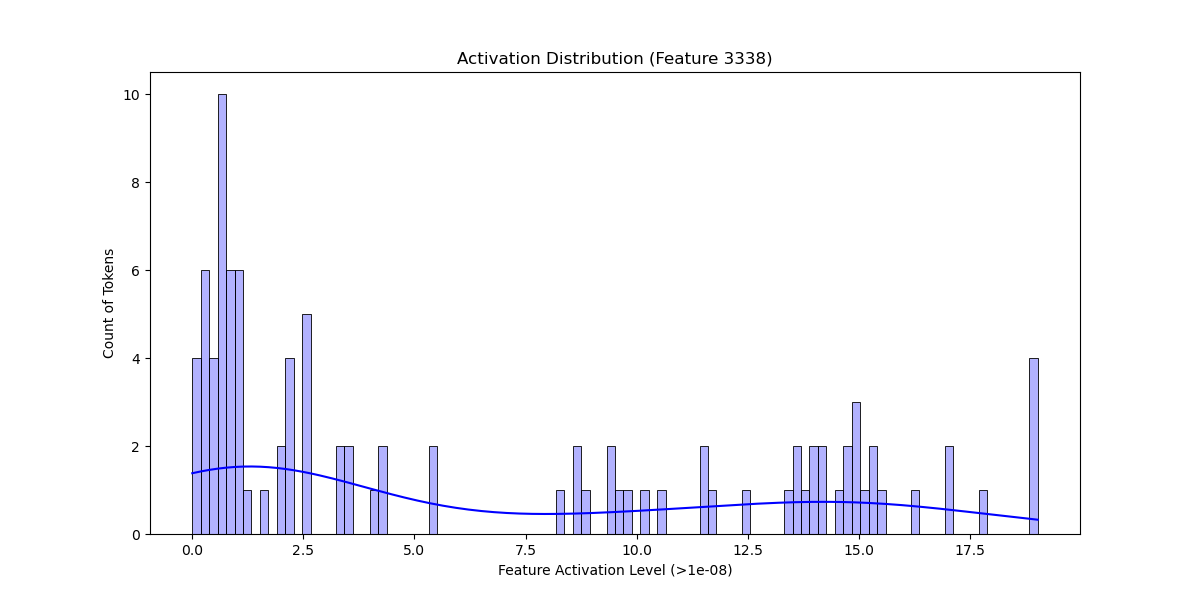 Activation Distribution (Feature 3338)
10
8
6
4
2
0
Count of Tokens
0.0 2.5 5.0 7.5 10.0 12.5 15.0 17.5
Feature Activation Level (>1e-08)